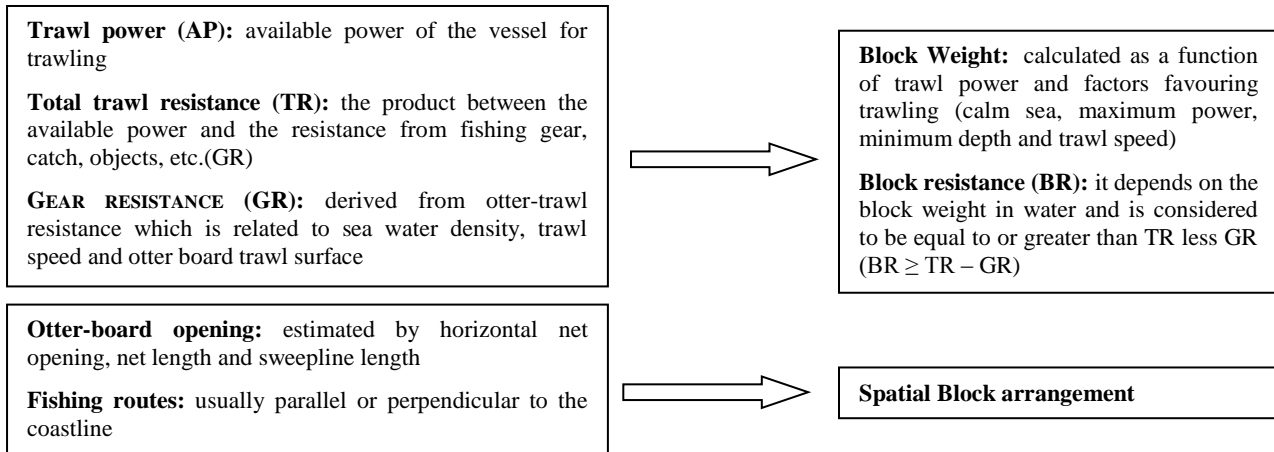 Trawl power (AP): available power of the vessel for
trawling
Total trawl resistance (TR): the product between the
available power and the resistance from fishing gear,
catch, objects, etc.(GR)
GEAR RESISTANCE (GR): derived from otter-trawl
resistance which is related to sea water density, trawl
speed and otter board trawl surface
Block Weight: calculated as a function
of trawl power and factors favouring
trawling (calm sea, maximum power,
minimum depth and trawl speed)
Block resistance (BR): it depends on the
block weight in water and is considered
to be equal to or greater than TR less GR
(BR ≥ TR – GR)
Otter-board opening: estimated by horizontal net
opening, net length and sweepline length
Fishing routes: usually parallel or perpendicular to the
coastline
Spatial Block arrangement